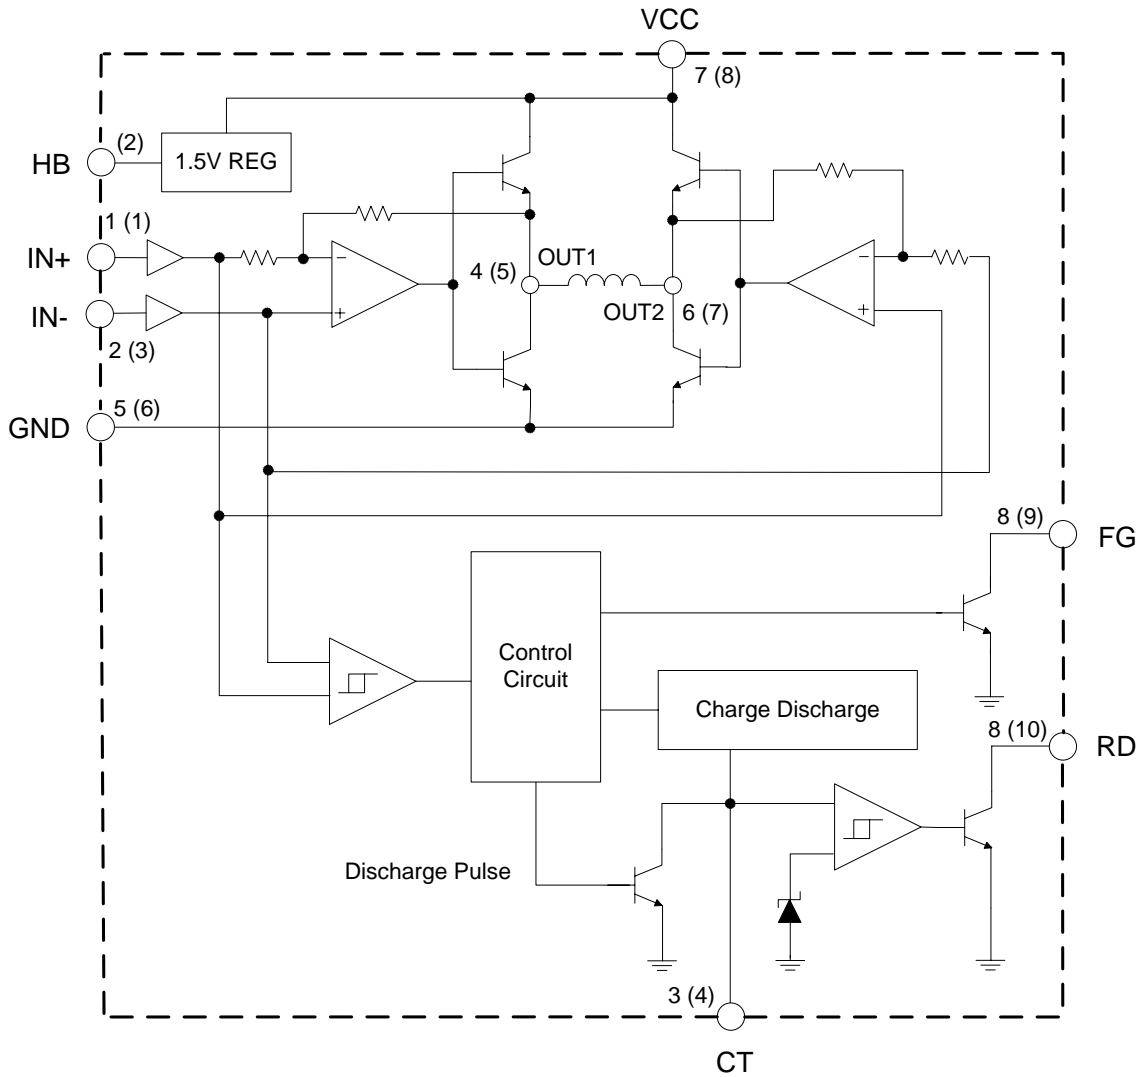 VCC
7 (8)
(2)
HB
1.5V REG
1 (1)
IN+
OUT1
4 (5)
IN-
OUT2
6 (7)
2 (3)
−
+
−
+
5 (6)
GND
8 (9)
FG
Control
Circuit
Charge Discharge
8 (10)
RD
Discharge Pulse
3 (4)
CT